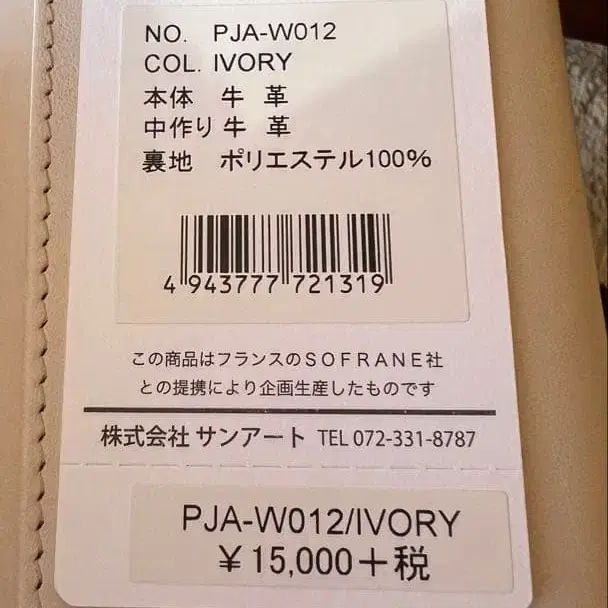 NO. PJA-W012
COL. IVORY
本体 牛 革
中作り 牛 革
裏地 ポリエステル100%
4 943777 721319
この商品はフランスのＳＯＦＲＡＮＥ社
との提携により企画生産したものです
株式会社 サンアート TEL 072-331-8787
PJA-W012/IVORY
￥15,000＋税